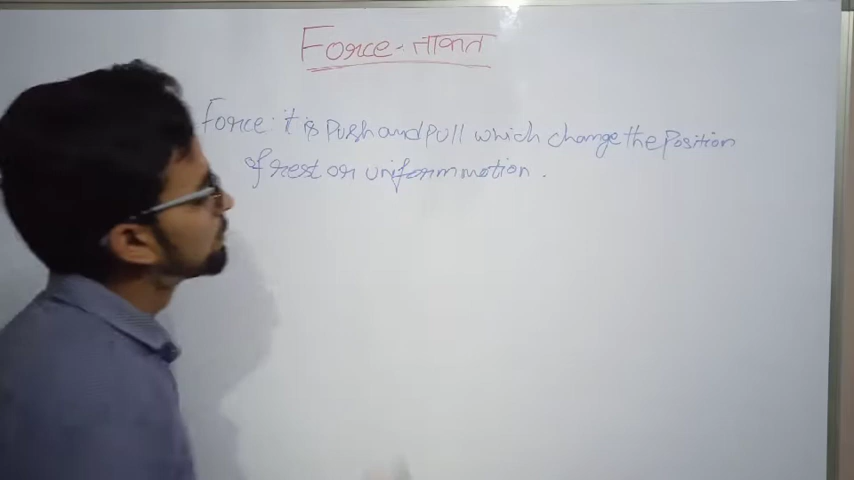 Force - ताकत
Force: it is Push and Pull which change the Position
of rest or uniform motion.